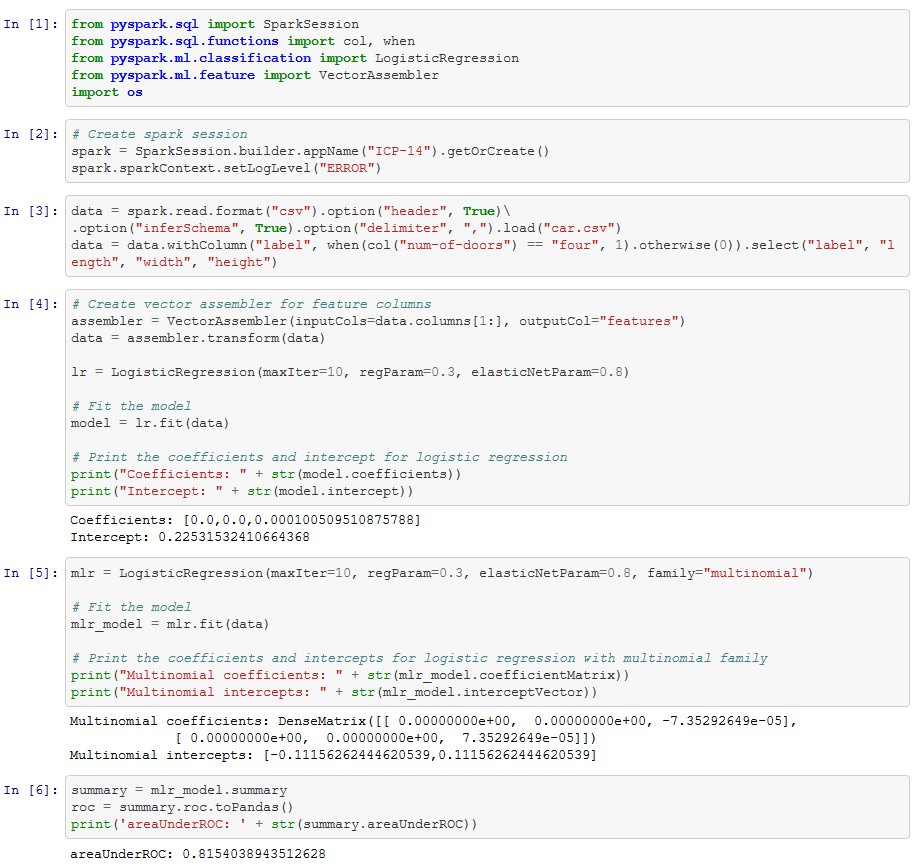 In [1]: from pyspark.sql import SparkSession
from pyspark.sql.functions import col, when
from pyspark.ml.classification import LogisticRegression
from pyspark.ml.feature import VectorAssembler
import os
In [2]: # Create spark session
spark = SparkSession.builder.appName("ICP-14").getOrCreate()
spark.sparkContext.setLogLevel("ERROR")
In [3]: data = spark.read.format("csv").option("header", True)\
.option("inferSchema", True).option("delimiter", ",").load("car.csv")
data = data.withColumn("label", when(col("num-of-doors") == "four", 1).otherwise(0)).select("label", "l
ength", "width", "height")
In [4]: # Create vector assembler for feature columns
assembler = VectorAssembler(inputCols=data.columns[1:], outputCol="features")
data = assembler.transform(data)
lr = LogisticRegression(maxIter=10, regParam=0.3, elasticNetParam=0.8)
# Fit the model
model = lr.fit(data)
# Print the coefficients and intercept for logistic regression
print("Coefficients: " + str(model.coefficients))
print("Intercept: " + str(model.intercept))
Coefficients: [0.0,0.0,0.000100509510875788]
Intercept: 0.22531532410664368
In [5]: mlr = LogisticRegression(maxIter=10, regParam=0.3, elasticNetParam=0.8, family="multinomial")
# Fit the model
mlr_model = mlr.fit(data)
# Print the coefficients and intercepts for logistic regression with multinomial family
print("Multinomial coefficients: " + str(mlr_model.coefficientMatrix))
print("Multinomial intercepts: " + str(mlr_model.interceptVector))
Multinomial coefficients: DenseMatrix([[ 0.00000000e+00, 0.00000000e+00, -7.35292649e-05],
[ 0.00000000e+00, 0.00000000e+00, 7.35292649e-05]])
Multinomial intercepts: [-0.11156262444620539,0.11156262444620539]
In [6]: summary = mlr_model.summary
roc = summary.roc.toPandas()
print('areaUnderROC: ' + str(summary.areaUnderROC))
areaUnderROC: 0.8154038943512628